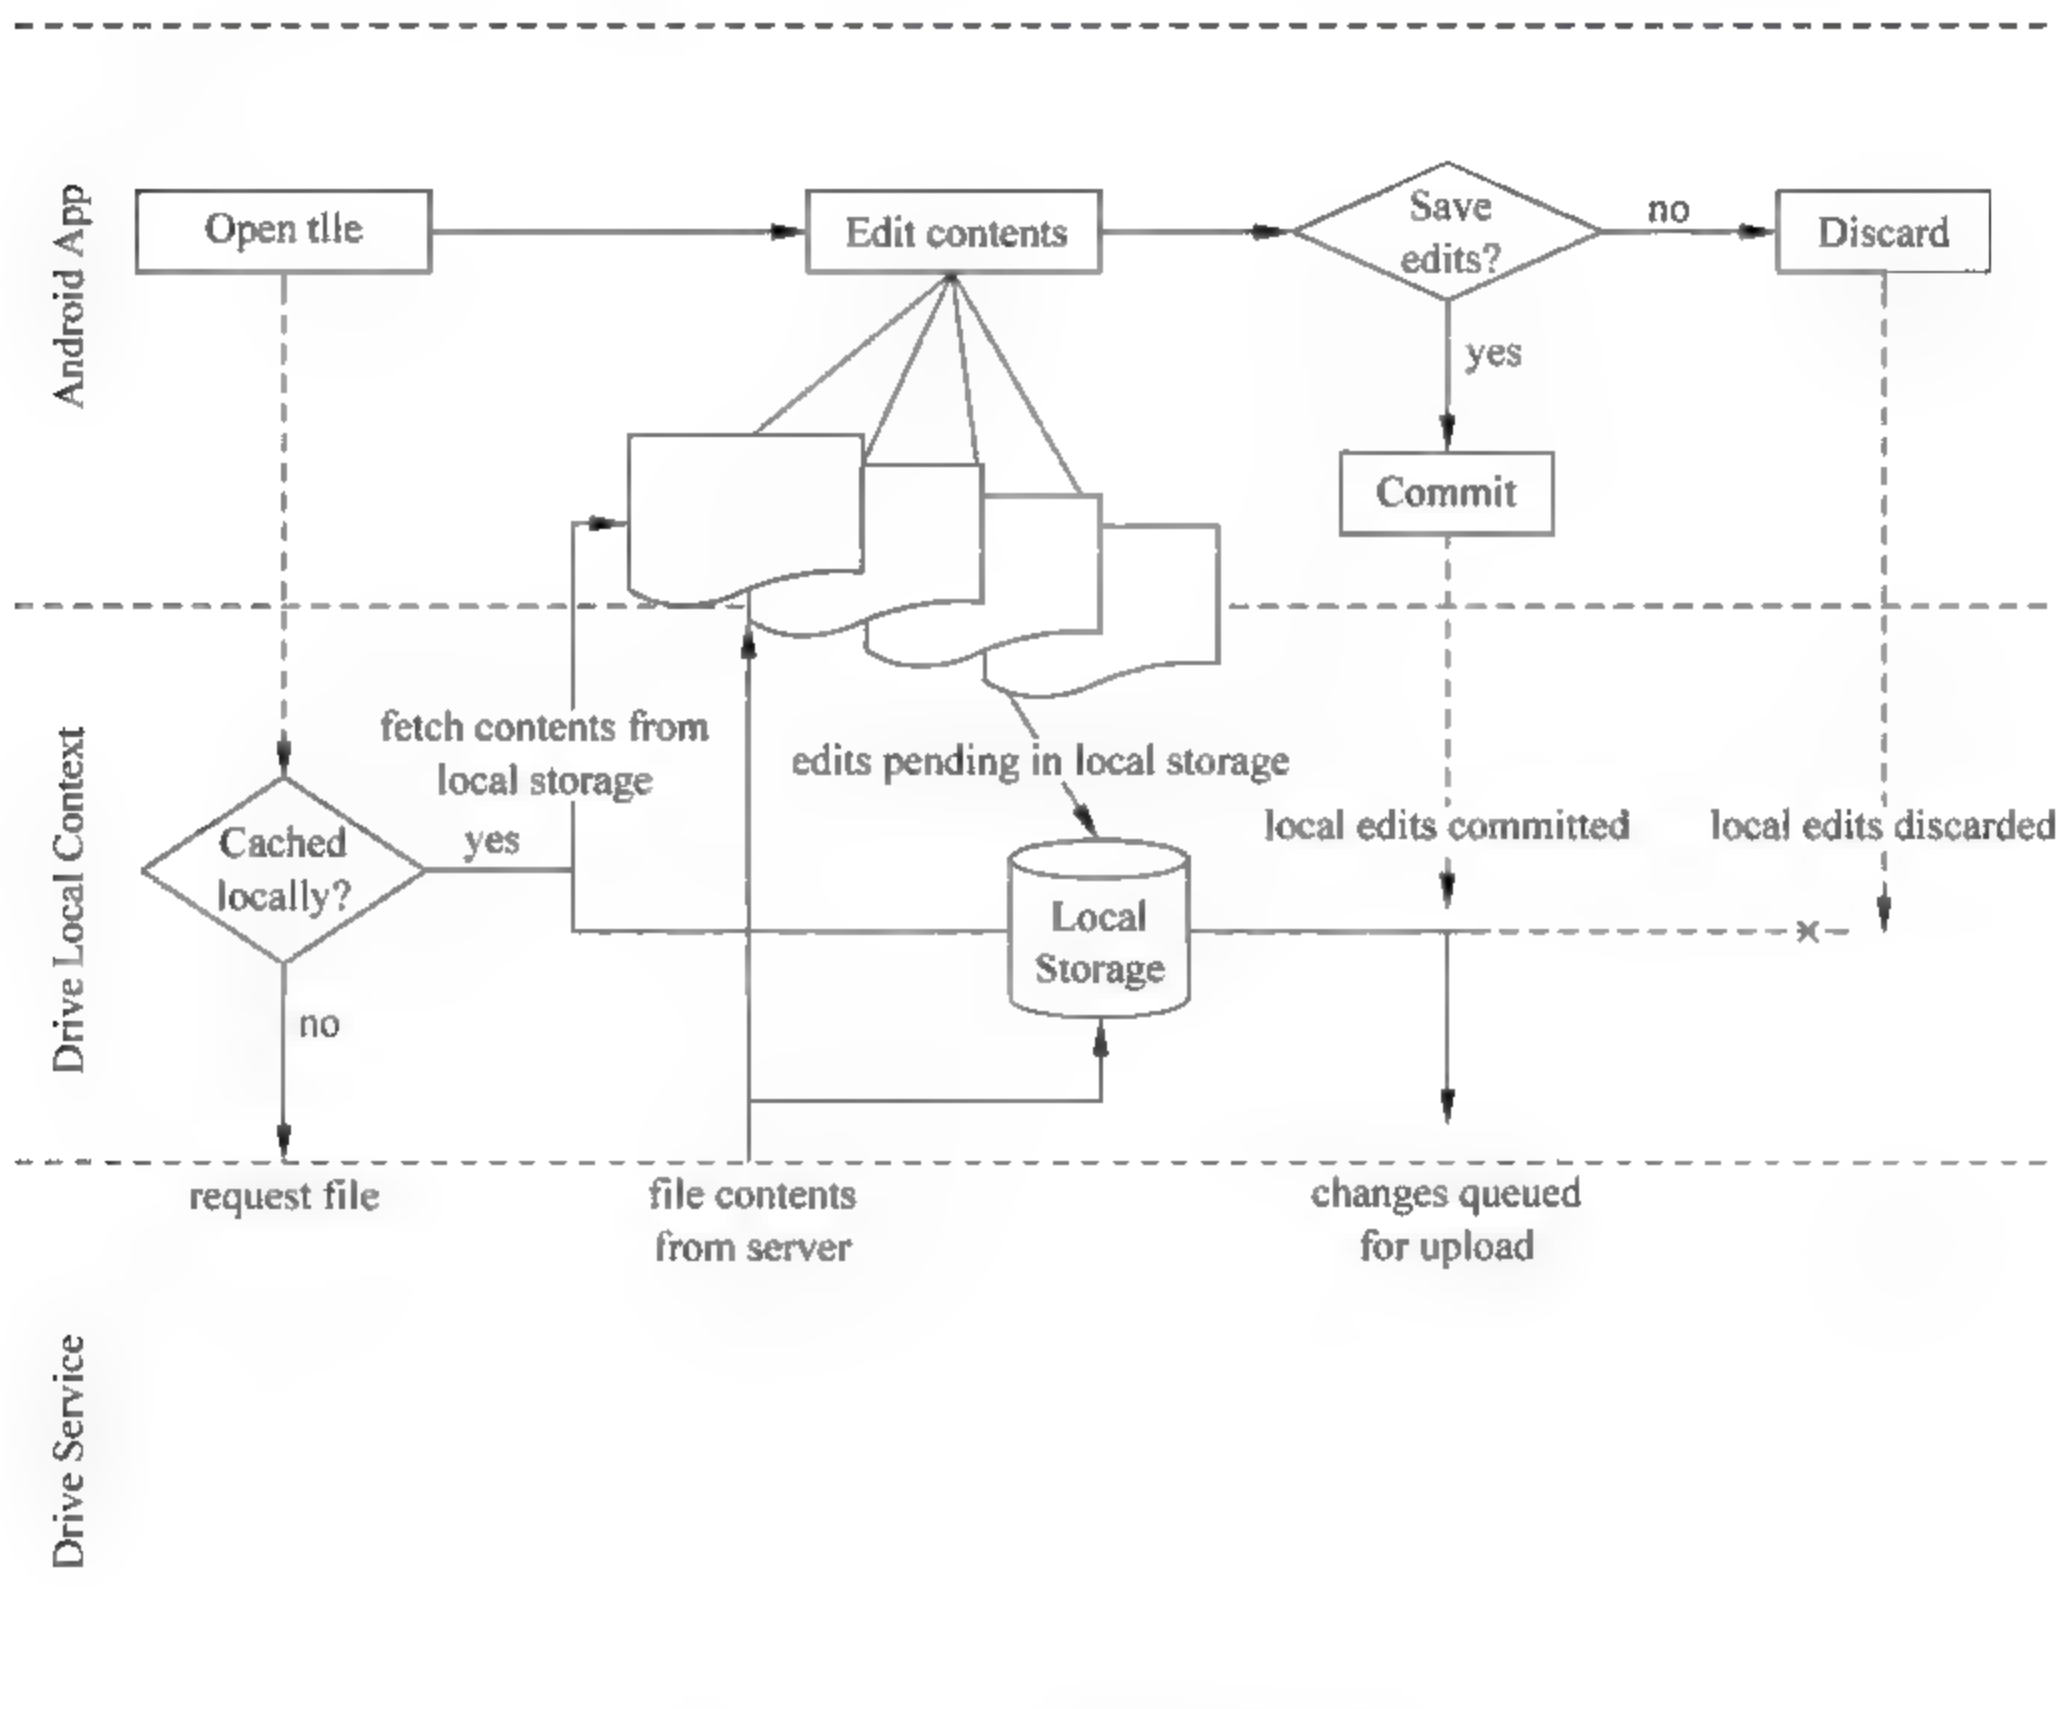 Android App
Open tlle
Edit contents
Save
edits?
no
Discard
yes
Commit
Drive Local Context
fetch contents from
local storage
edits pending in local storage
Cached
locally?
yes
local edits committed
local edits discarded
Local
Storage
no
request file
file contents
from server
changes queued
for upload
Drive Service